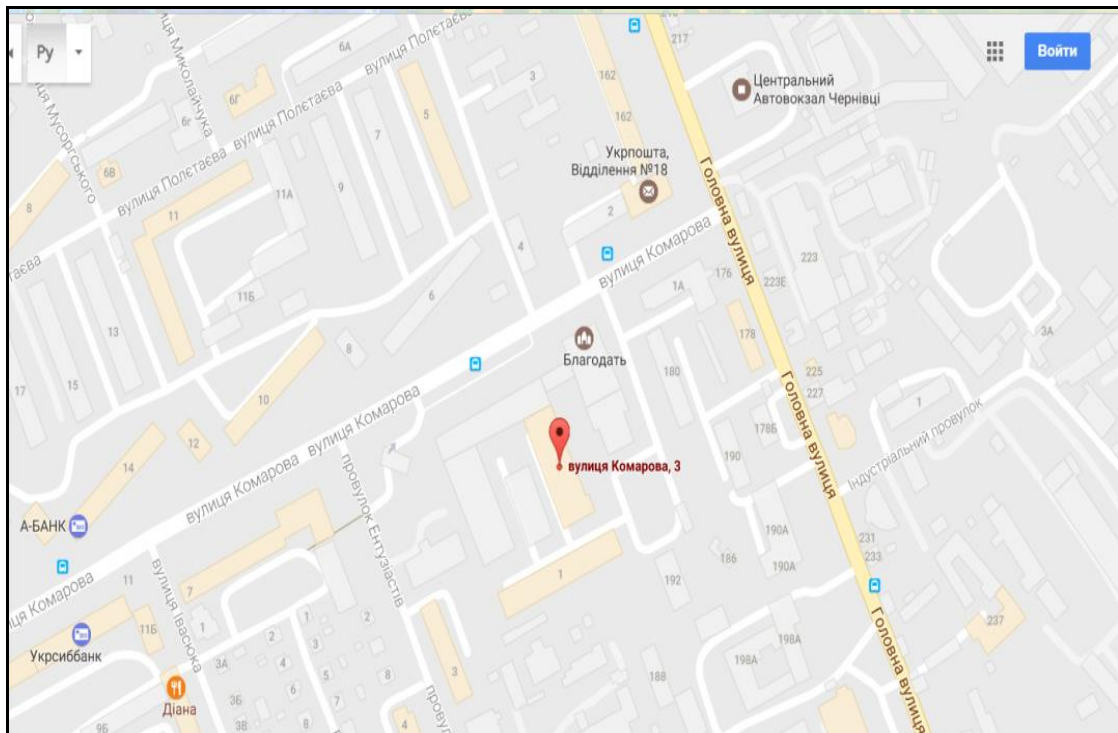 Ру
Войти
вулиця Полєтаєва
6А
217
162
162
3
5
7
6г
6Г
Миколайчука
Мусоргського
Центральний
Автовокзал Чернівці
Укрпошта,
Відділення №18
вулиця Полєтаєва
вулиця Полєтаєва
6В
8
11
11А
9
2
4
Головна вулиця
вулиця Комарова
223
223Е
176
1А
11Б
6
13
15
17
8
10
Благодать
178
180
3А
225
227
1
Головна вулиця
178Б
Індустріальний провулок
вулиця Комарова
вулиця Комарова
12
14
вулиця Комарова, 3
190
А-БАНК
вулиця Комарова
провулок Ентузіастів
190А
190А
186
231
233
192
1
11
7
вулиця Івасюка
11Б
1
Укрсиббанк
1
2
2
3
3А
4
5
8
6
7
3Б
3В
8
9Б
Діана
3
4
188
198А
198А
237
Головна вулиця